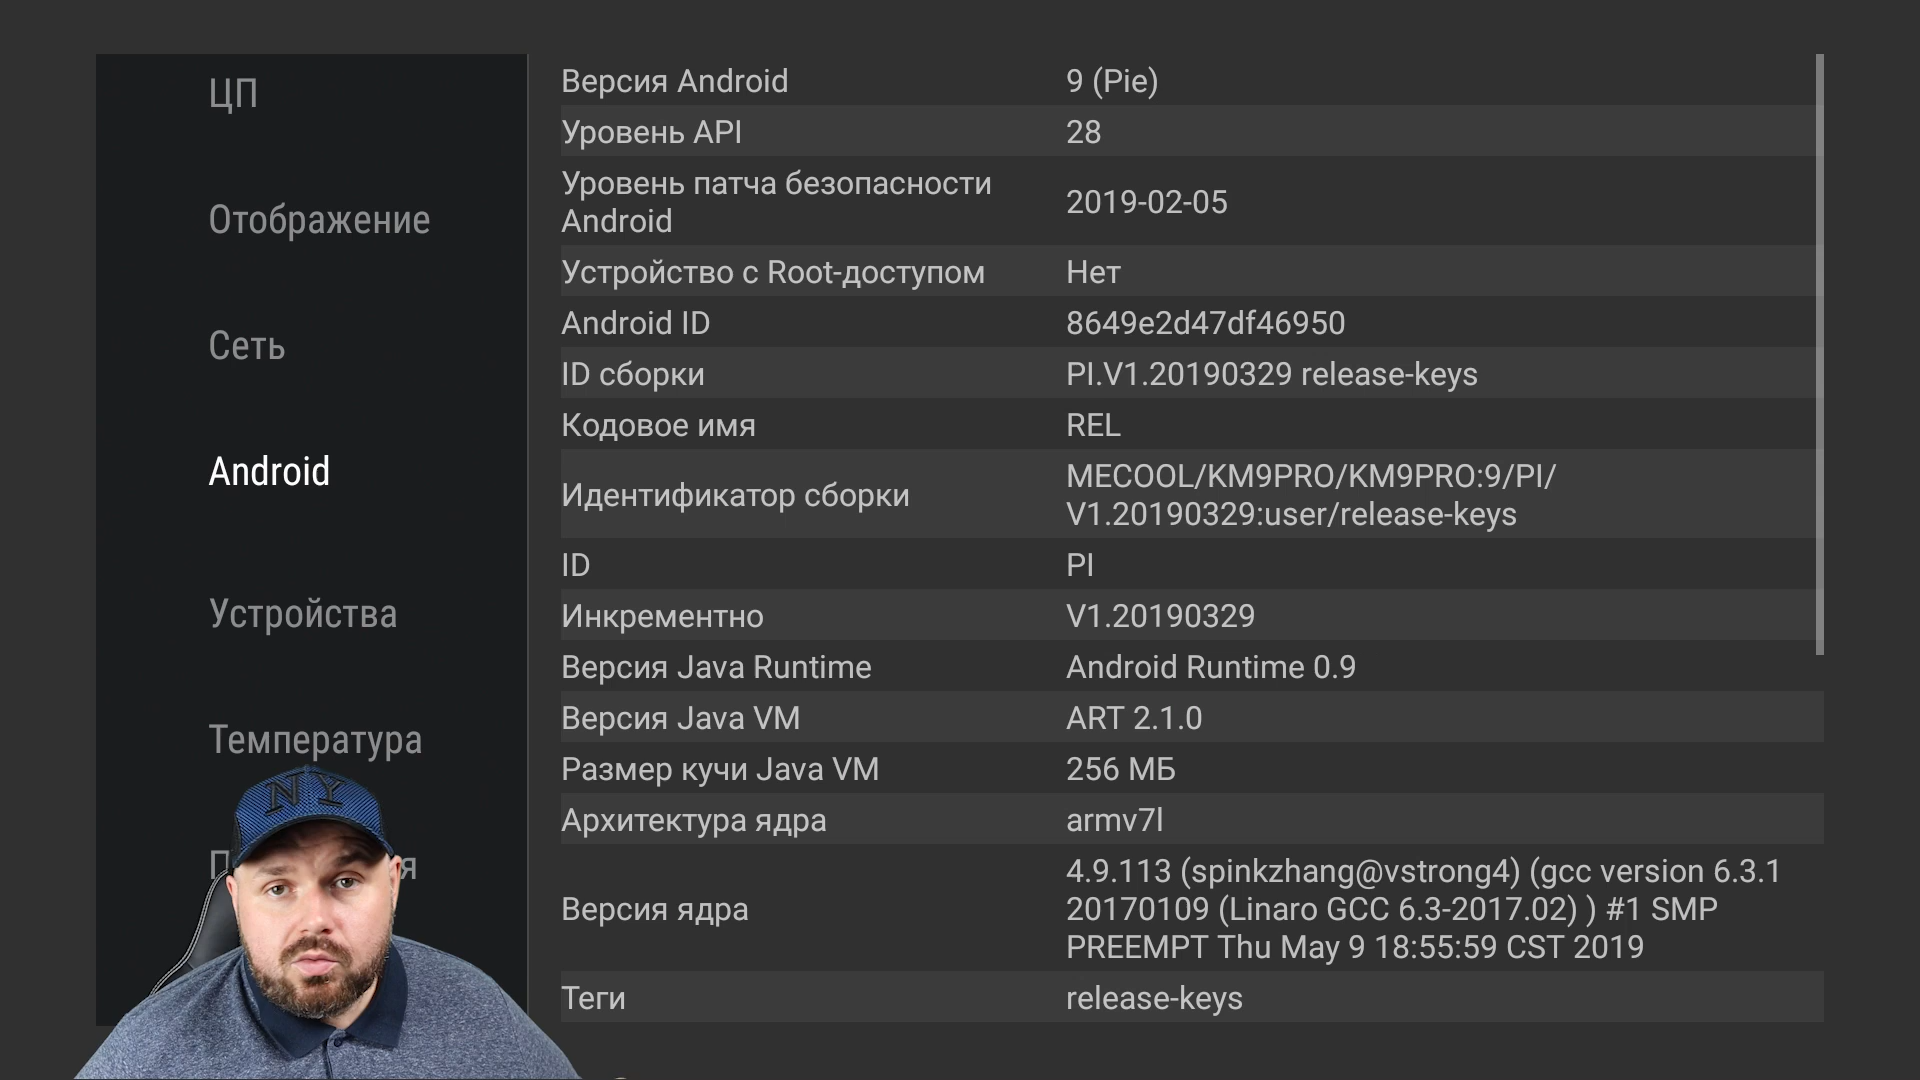 ЦП
Отображение
Сеть
Android
Устройства
Температура
NY
Версия Android 9 (Pie)
Уровень API 28
Уровень патча безопасности
Android 2019-02-05
Устройство с Root-доступом Нет
Android ID 8649e2d47df46950
ID сборки PI.V1.20190329 release-keys
Кодовое имя REL
Идентификатор сборки MECOOL/KM9PRO/KM9PRO:9/PI/
V1.20190329:user/release-keys
ID PI
Инкрементно V1.20190329
Версия Java Runtime Android Runtime 0.9
Версия Java VM ART 2.1.0
Размер кучи Java VM 256 МБ
Архитектура ядра armv7l
Версия ядра 4.9.113 (spinkzhang@vstrong4) (gcc version 6.3.1
20170109 (Linaro GCC 6.3-2017.02) ) #1 SMP
PREEMPT Thu May 9 18:55:59 CST 2019
Теги release-keys